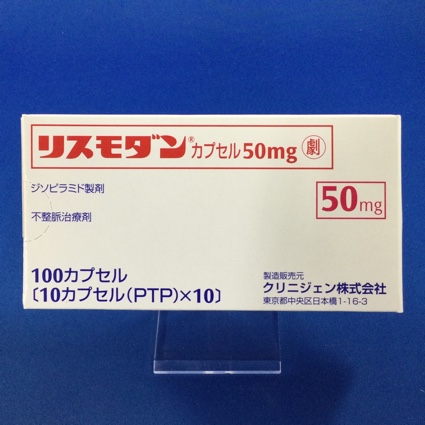 リスモダン® カプセル50mg 劇
ジソピラミド製剤
50mg
不整脈治療剤
100カプセル
〔10カプセル(PTP)×10〕
製造販売元
クリニジェン株式会社
東京都中央区日本橋1-16-3